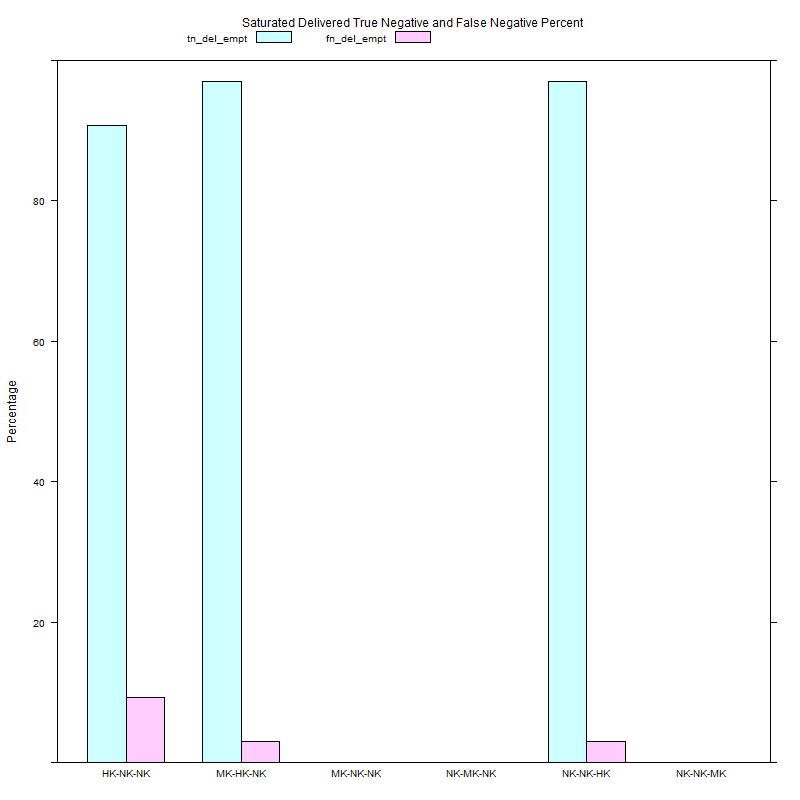 Saturated Delivered True Negative and False Negative Percent
tn_del_empt fn_del_empt
80
60
Percentage
40
20
HK-NK-NK MK-HK-NK MK-NK-NK NK-MK-NK NK-NK-HK NK-NK-MK